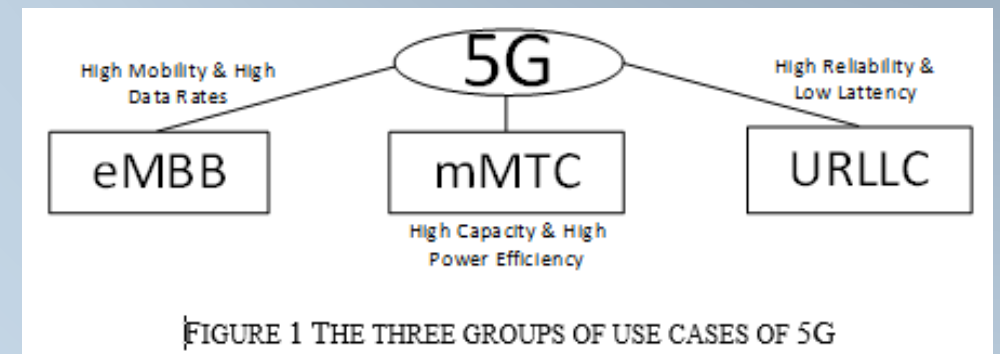 5G
High Mobility & High
Data Rates
High Reliability &
Low Lattency
eMBB
mMTC
URLLC
High Capacity & High
Power Efficiency
FIGURE 1 THE THREE GROUPS OF USE CASES OF 5G